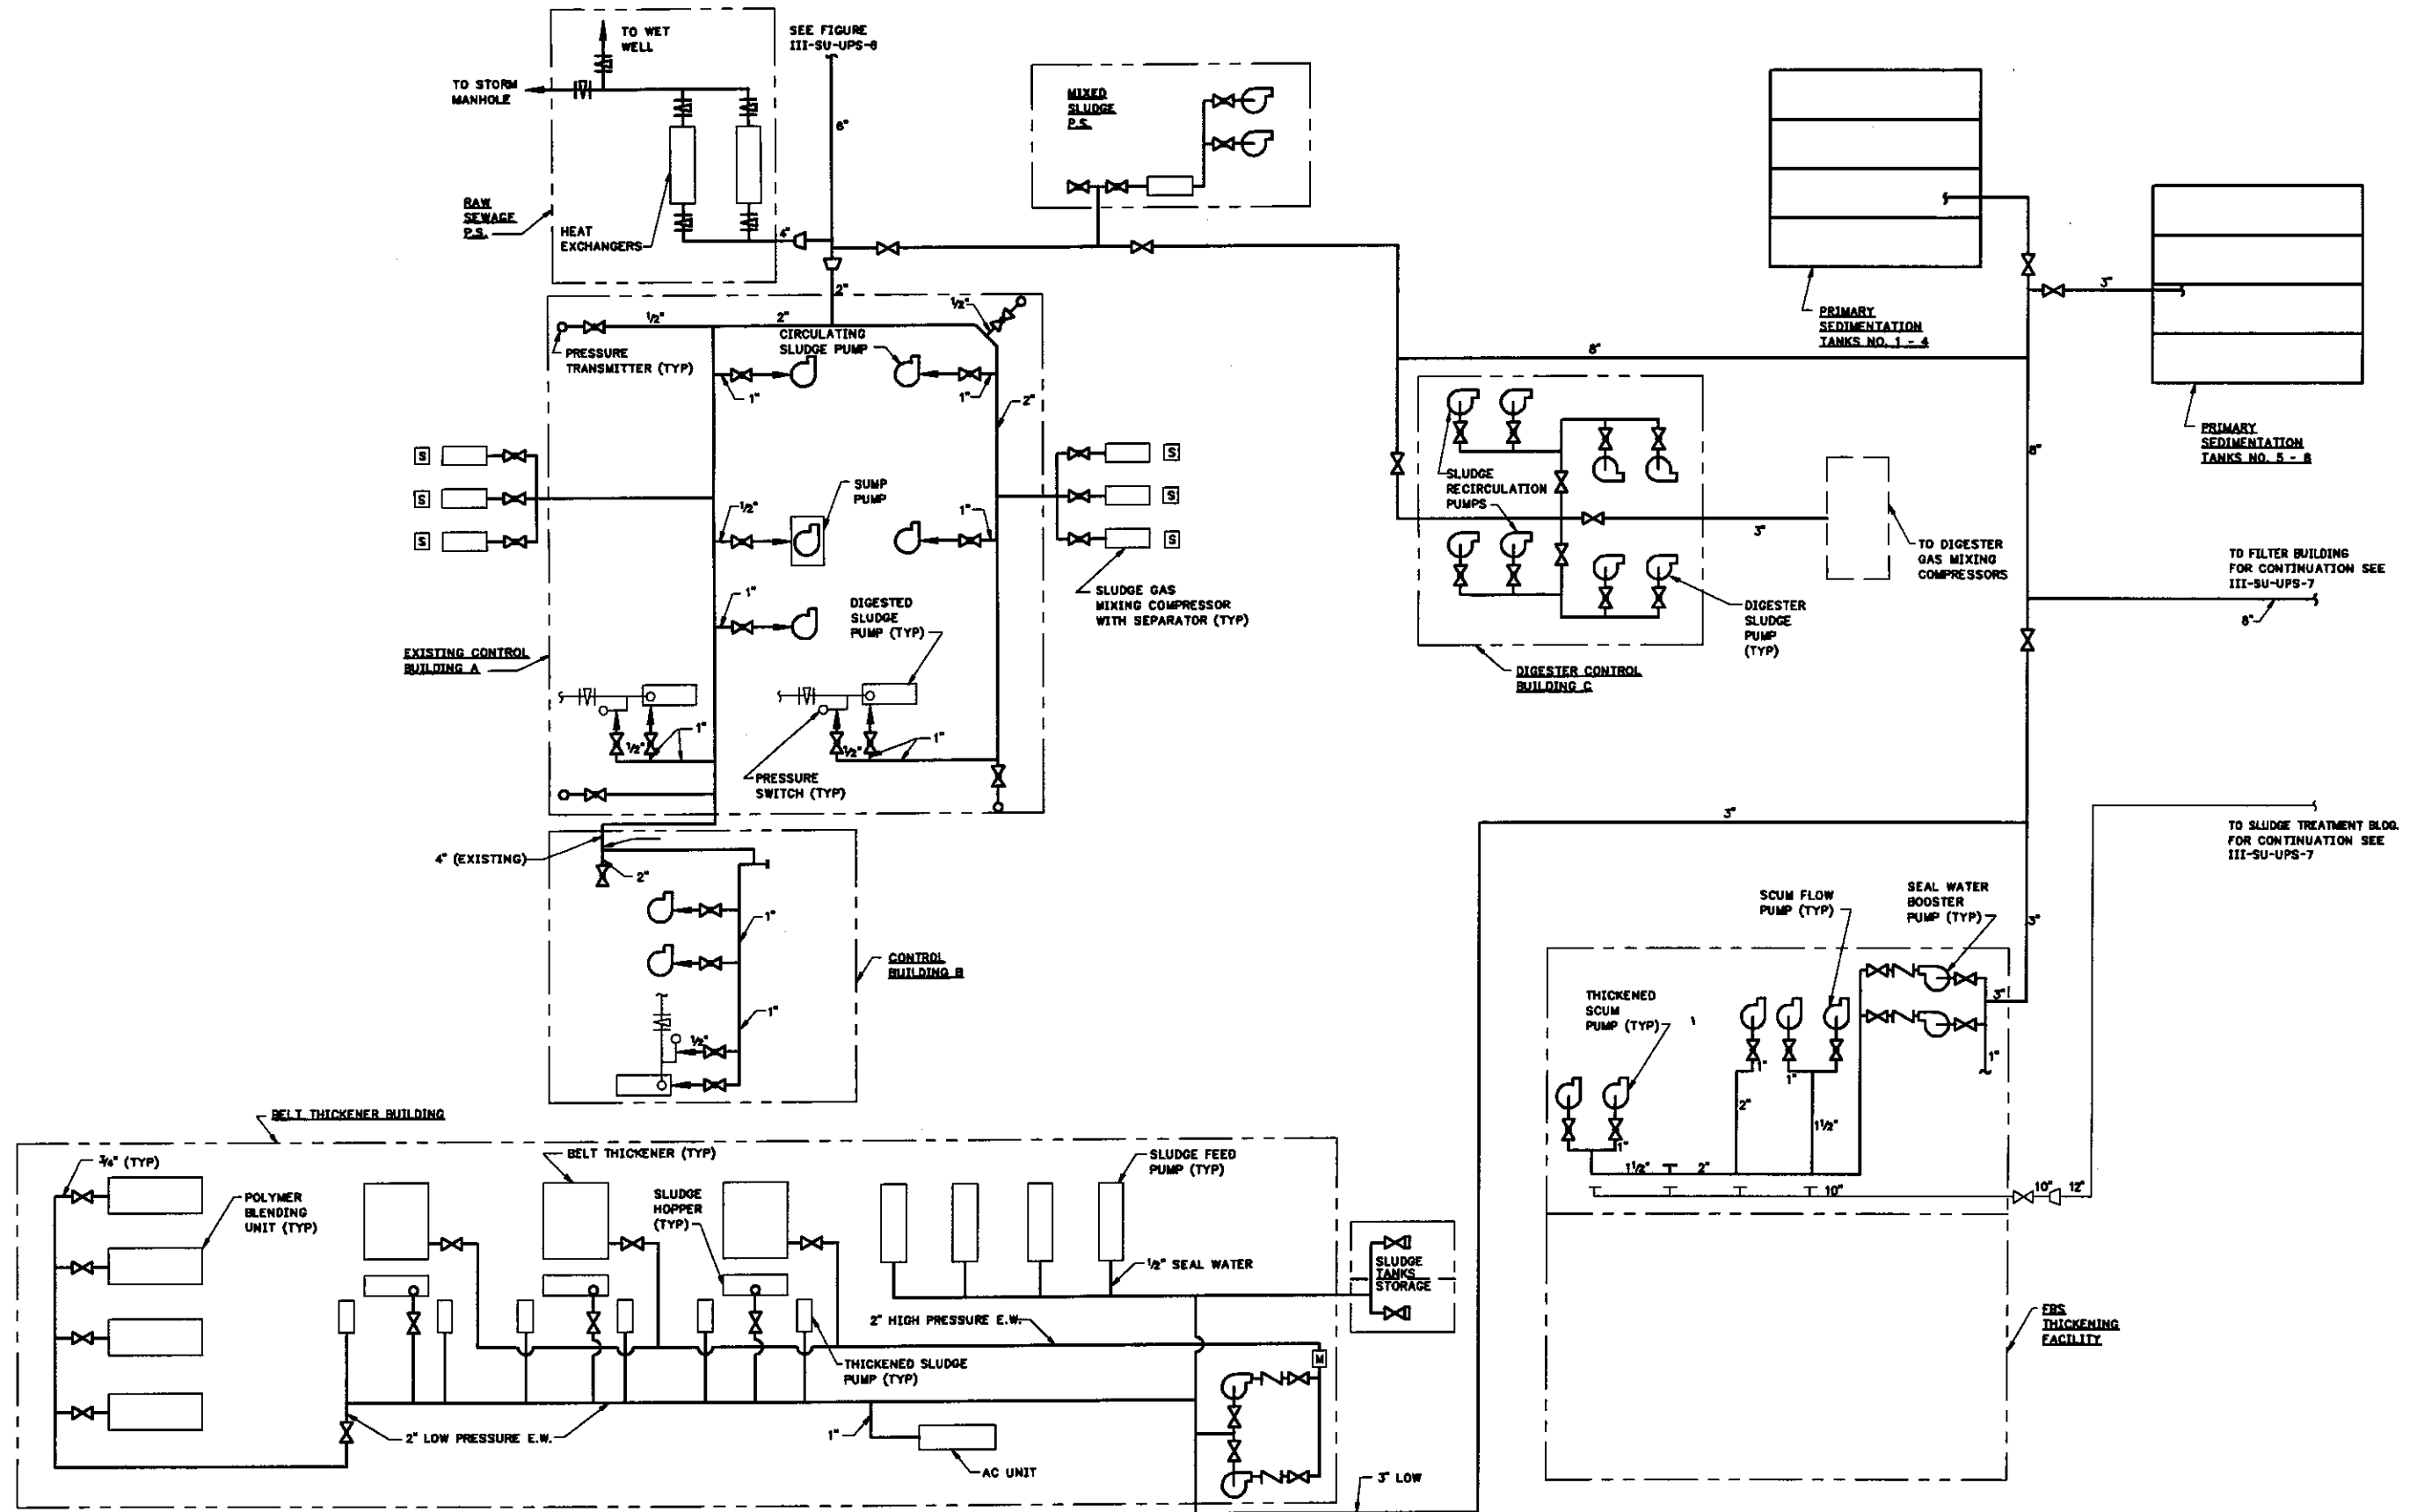 TO WET
WELL
SEE FIGURE
III-SU-UPS-6
TO STORM
MANHOLE
RAW
SEWAGE
P.S.
HEAT
EXCHANGERS
4"
6"
2"
MIXED
SLUDGE
P.S.
PRIMARY
SEDIMENTATION
TANKS NO. 1 - 4
3"
PRIMARY
SEDIMENTATION
TANKS NO. 5 - 8
8"
8"
1/2"
2"
1/2"
PRESSURE
TRANSMITTER (TYP)
CIRCULATING
SLUDGE PUMP
1"
1"
2"
S
S
S
S
S
S
1/2"
SUMP
PUMP
1"
1"
SLUDGE GAS
MIXING COMPRESSOR
WITH SEPARATOR (TYP)
DIGESTED
SLUDGE
PUMP (TYP)
EXISTING CONTROL
BUILDING A
1/2"
1"
1/2"
1"
PRESSURE
SWITCH (TYP)
SLUDGE
RECIRCULATION
PUMPS
3"
TO DIGESTER
GAS MIXING
COMPRESSORS
DIGESTER
SLUDGE
PUMP
(TYP)
DIGESTER CONTROL
BUILDING C
TO FILTER BUILDING
FOR CONTINUATION SEE
III-SU-UPS-7
8"
3"
TO SLUDGE TREATMENT BLDG.
FOR CONTINUATION SEE
III-SU-UPS-7
4" (EXISTING)
2"
1"
1"
1/2"
CONTROL
BUILDING B
SCUM FLOW
PUMP (TYP)
SEAL WATER
BOOSTER
PUMP (TYP)
3"
3"
1"
THICKENED
SCUM
PUMP (TYP)
1"
1"
1"
2"
1 1/2"
1 1/2"
2"
10"
10"
12"
FBS
THICKENING
FACILITY
BELT THICKENER BUILDING
3/4" (TYP)
POLYMER
BLENDING
UNIT (TYP)
BELT THICKENER (TYP)
SLUDGE
HOPPER
(TYP)
SLUDGE FEED
PUMP (TYP)
1/2" SEAL WATER
SLUDGE
TANKS
STORAGE
2" HIGH PRESSURE E.W.
M
THICKENED SLUDGE
PUMP (TYP)
2" LOW PRESSURE E.W.
1"
AC UNIT
3" LOW